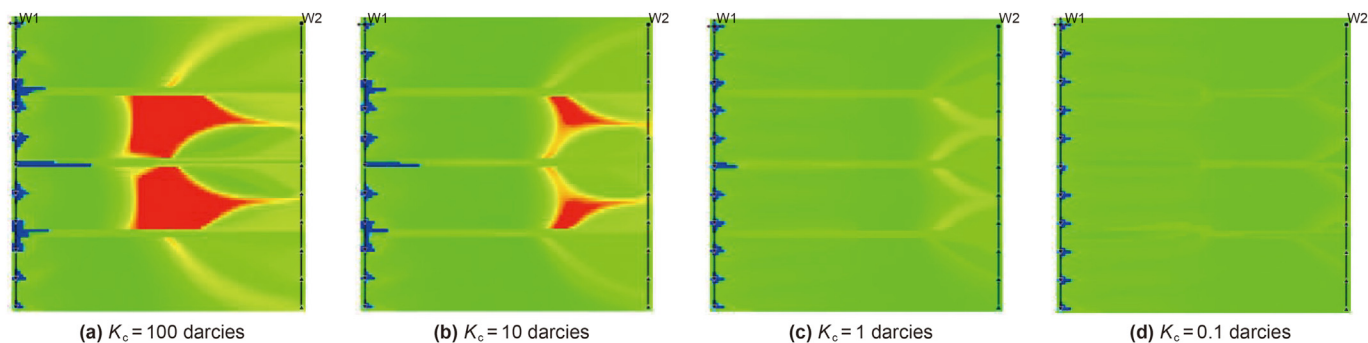 W1 W2 W1 W2 W1 W2 W1 W2
(a) Kc = 100 darcies (b) Kc = 10 darcies (c) Kc = 1 darcies (d) Kc = 0.1 darcies